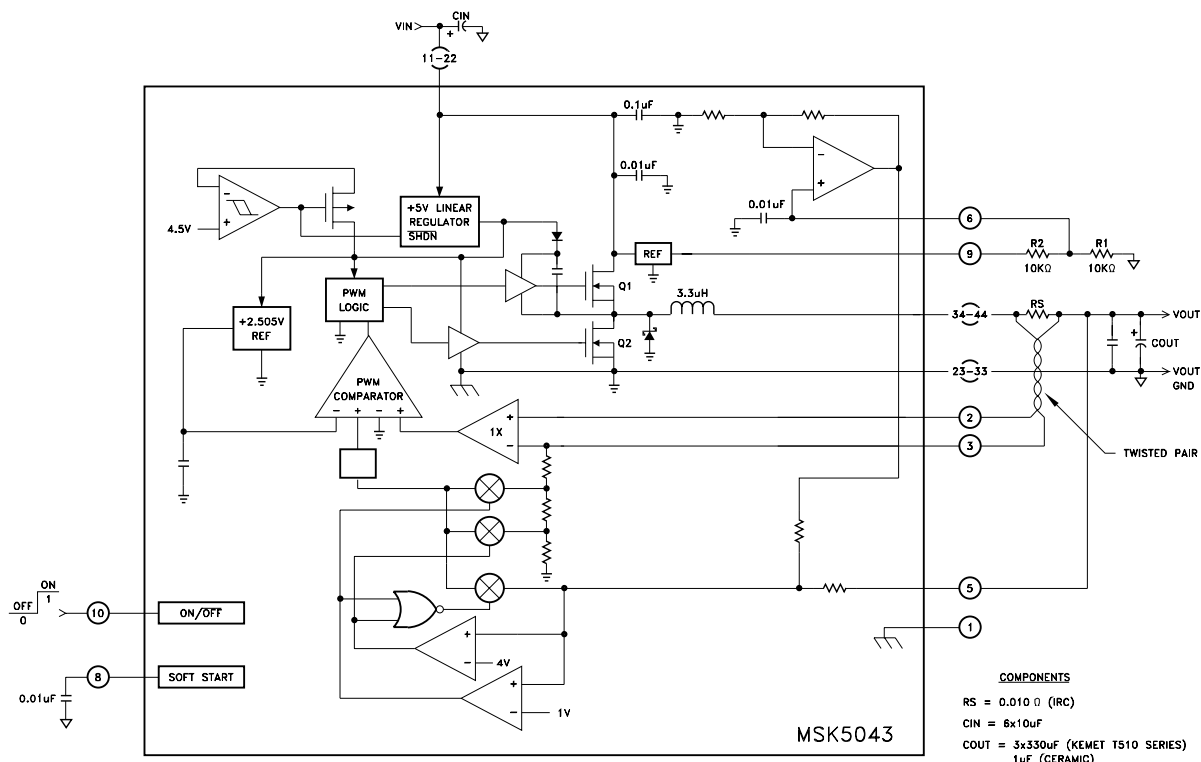 CIN
VIN
+
11-22
0.1uF
0.01uF
0.01uF
-
+
6
4.5V
-
+
+5V LINEAR
REGULATOR
SHDN
REF
9
R2
10KΩ
R1
10KΩ
Q1
3.3uH
PWM
LOGIC
+2.505V
REF
34-44
RS
VOUT
+
COUT
Q2
23-33
VOUT
GND
PWM
COMPARATOR
- + - +
1X
+
-
2
3
TWISTED PAIR
ON
OFF
1
0
10
ON/OFF
5
1
+
-
4V
8
SOFT START
0.01uF
+
-
1V
MSK5043
COMPONENTS
RS = 0.010 Ω (IRC)
CIN = 6x10uF
COUT = 3x330uF (KEMET T510 SERIES)
1uF (CERAMIC)